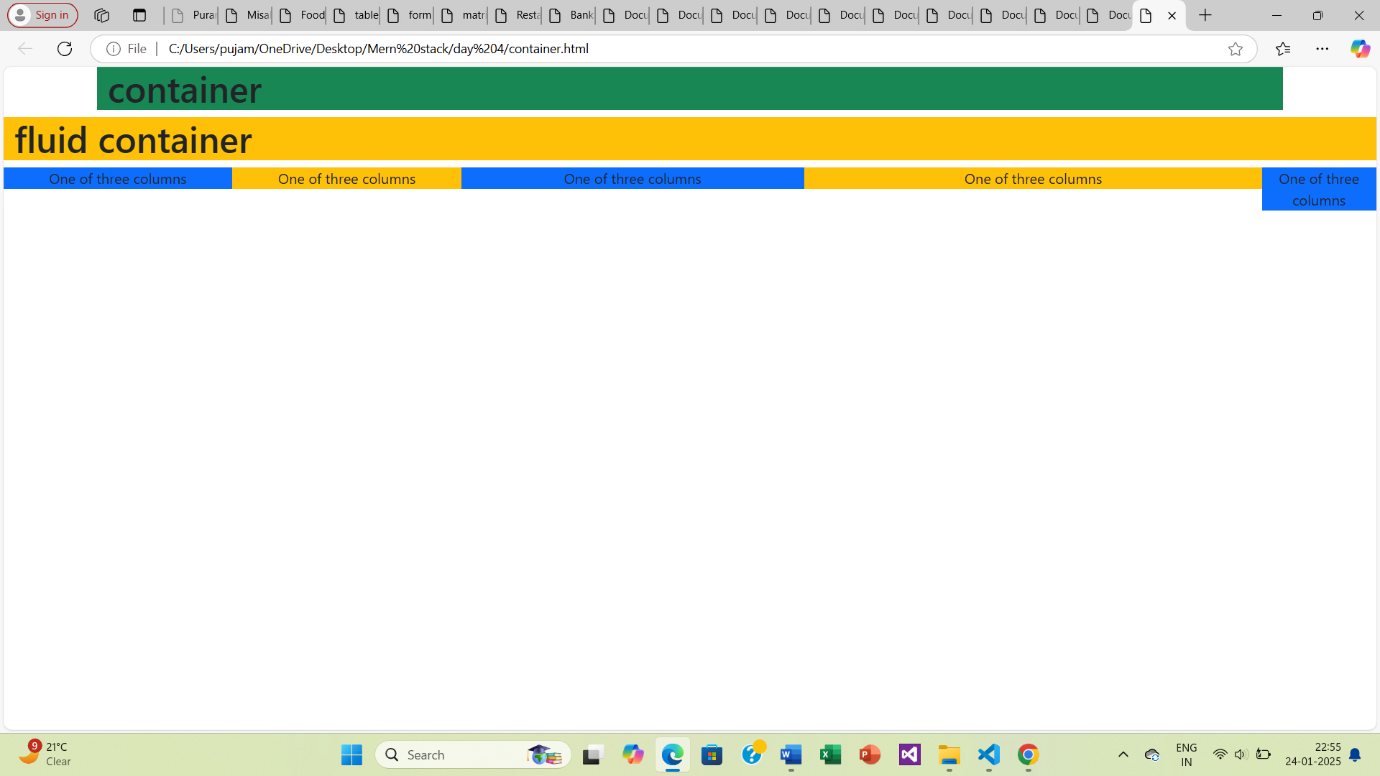 Sign in
Pura
Misa
Food
table
form
matr
Resta
Bank
Docu
Docu
Docu
Docu
Docu
Docu
Docu
Docu
Docu
Docu
File
C:/Users/pujam/OneDrive/Desktop/Mern%20stack/day%204/container.html
container
fluid container
One of three columns One of three columns One of three columns One of three columns One of three
columns
9
21°C
Clear
Search
ENG
IN
22:55
24-01-2025